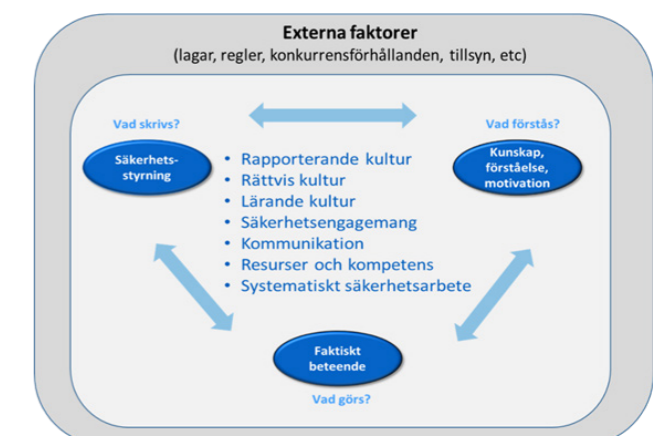 Externa faktorer
(lagar, regler, konkurrensförhållanden, tillsyn, etc)
Vad skrivs?
Säkerhets-
styrning
Vad förstås?
Kunskap,
förståelse,
motivation
• Rapporterande kultur
• Rättvis kultur
• Lärande kultur
• Säkerhetsengagemang
• Kommunikation
• Resurser och kompetens
• Systematiskt säkerhetsarbete
Faktiskt
beteende
Vad görs?